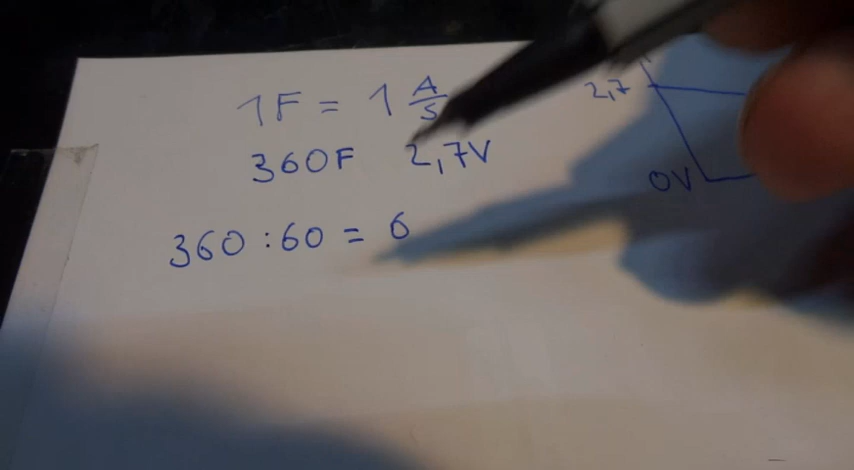 1F = 1 A/S
360F 2,7V
360 : 60 = 6
2,7
0V